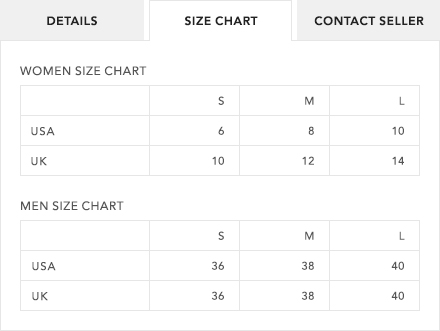 DETAILS SIZE CHART CONTACT SELLER
WOMEN SIZE CHART
S M L
USA 6 8 10
UK 10 12 14
MEN SIZE CHART
S M L
USA 36 38 40
UK 36 38 40